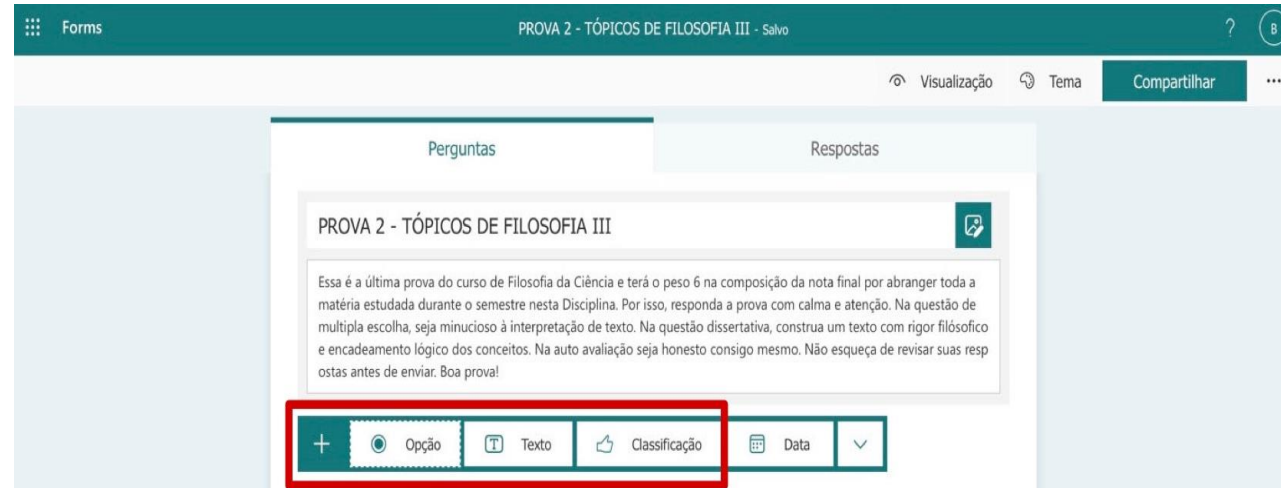 Forms
PROVA 2 - TÓPICOS DE FILOSOFIA III - Salvo
?
B
Visualização
Tema
Compartilhar
...
Perguntas
Respostas
PROVA 2 - TÓPICOS DE FILOSOFIA III
Essa é a última prova do curso de Filosofia da Ciência e terá o peso 6 na composição da nota final por abranger toda a
matéria estudada durante o semestre nesta Disciplina. Por isso, responda a prova com calma e atenção. Na questão de
multipla escolha, seja minucioso à interpretação de texto. Na questão dissertativa, construa um texto com rigor filósofico
e encadeamento lógico dos conceitos. Na auto avaliação seja honesto consigo mesmo. Não esqueça de revisar suas resp
ostas antes de enviar. Boa prova!
+
Opção
T
Texto
Classificação
Data